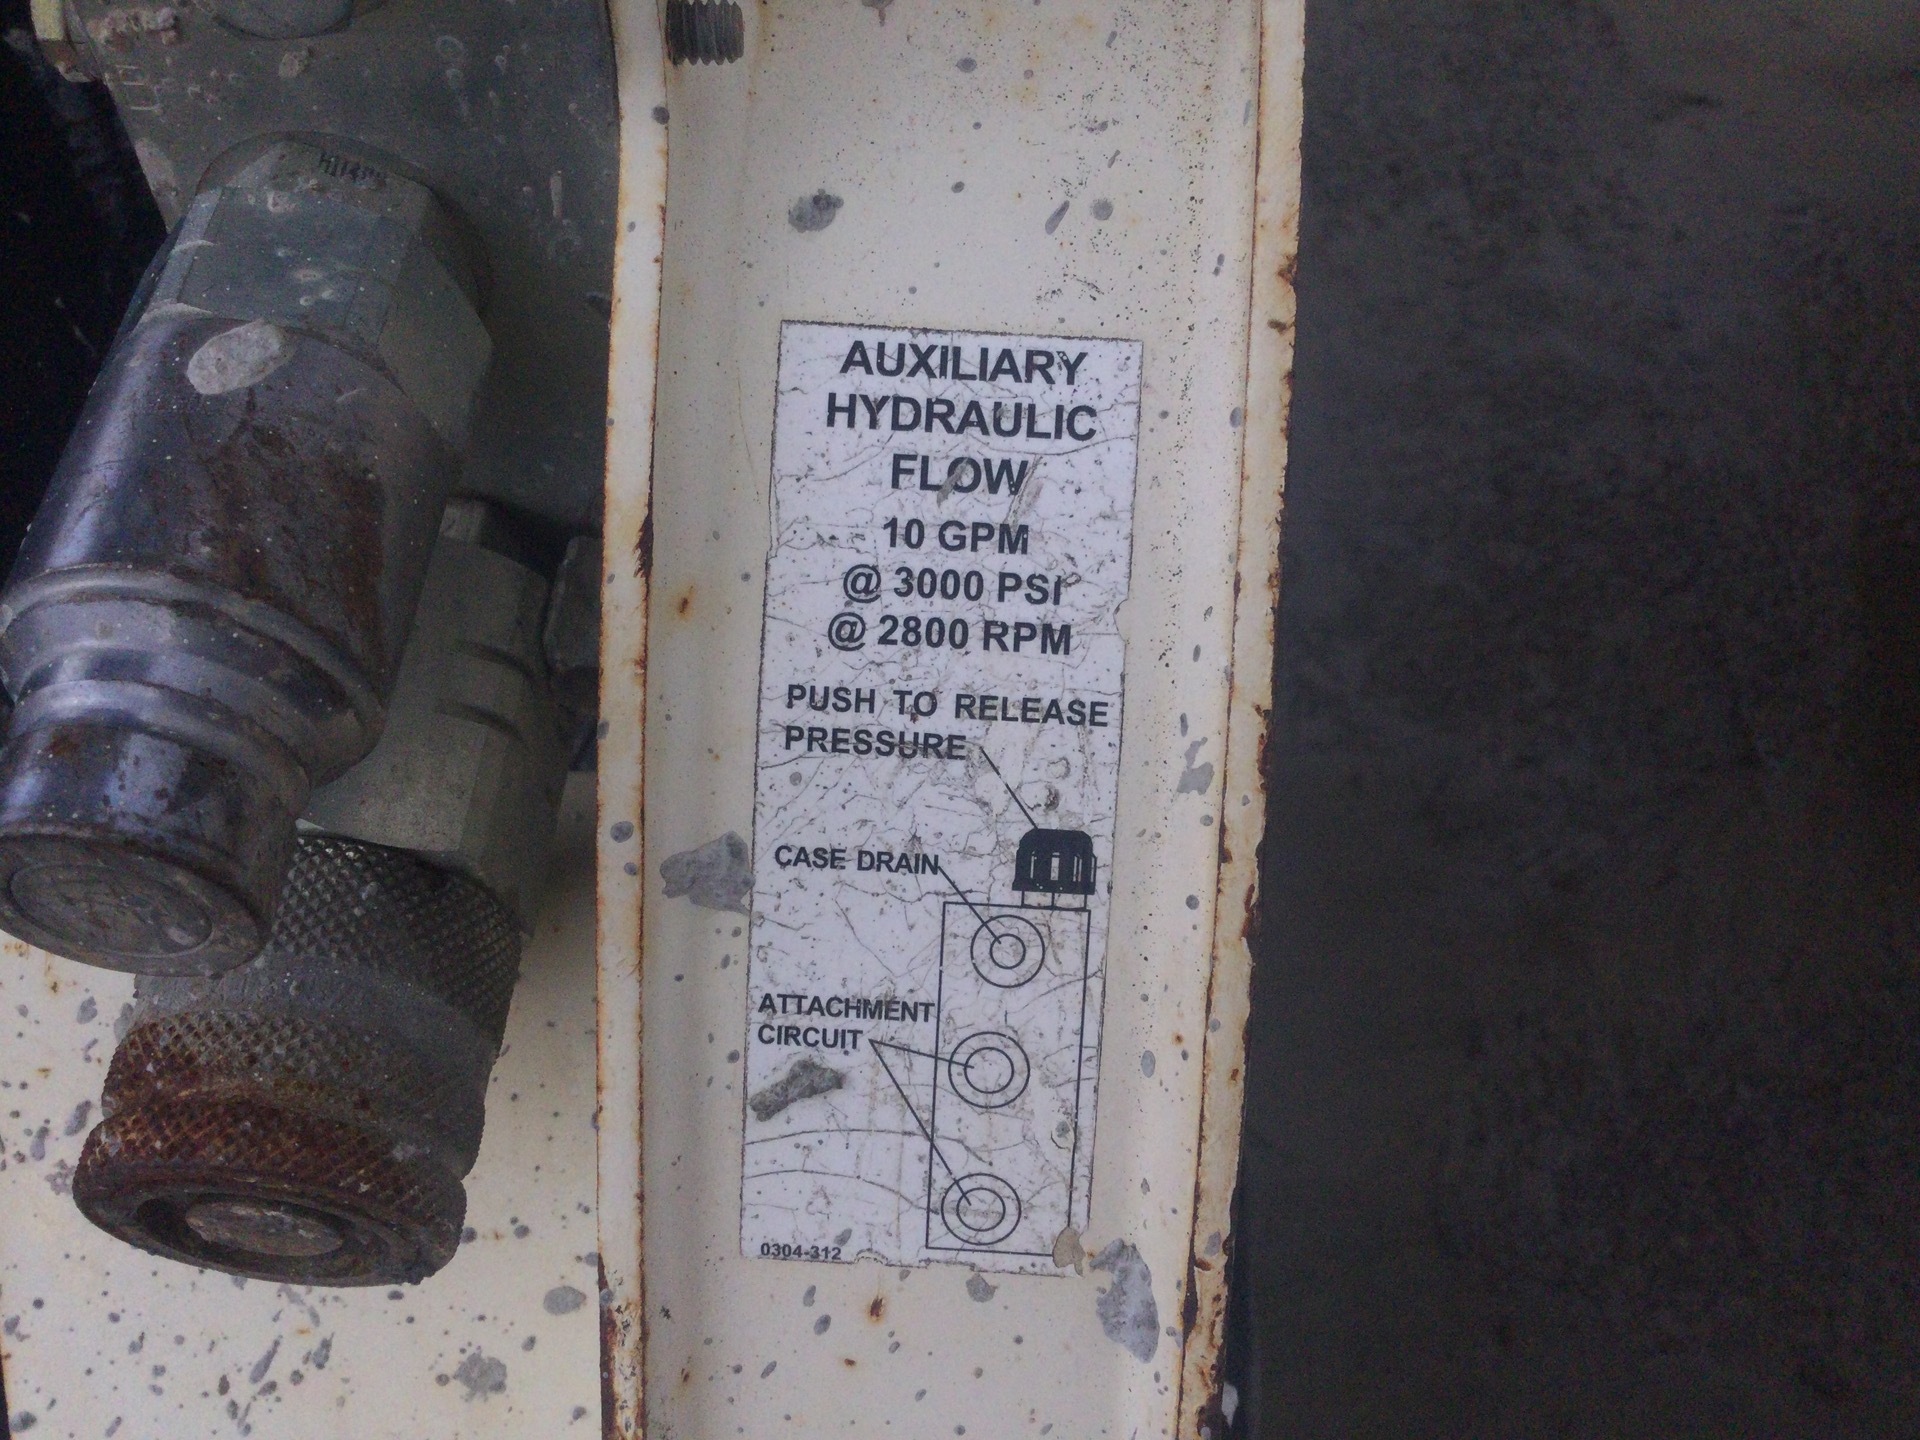 AUXILIARY
HYDRAULIC
FLOW
10 GPM
@ 3000 PSI
@ 2800 RPM
PUSH TO RELEASE
PRESSURE
CASE DRAIN
ATTACHMENT
CIRCUIT
0304-312